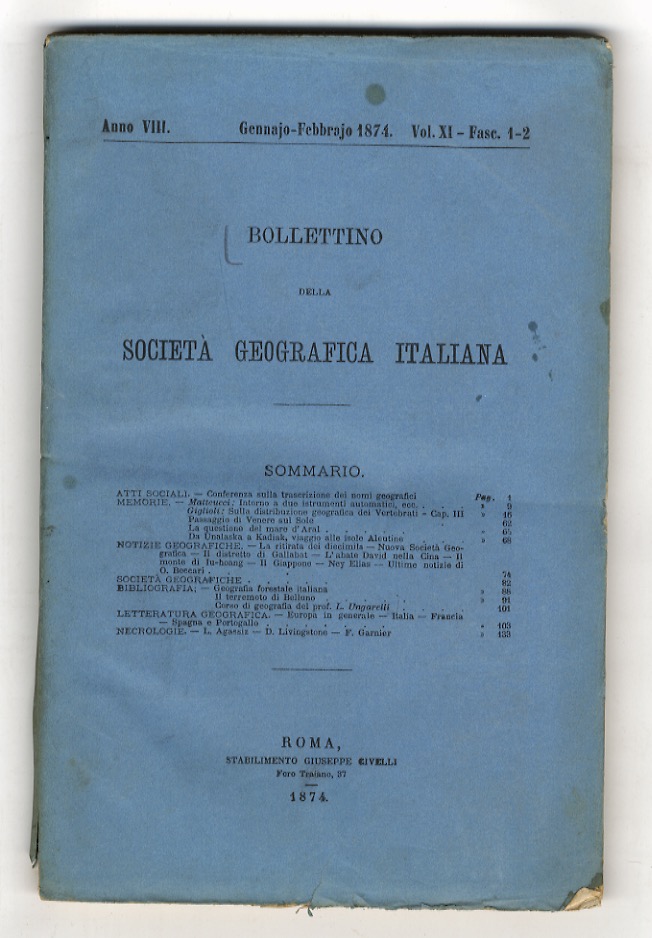 Anno VIII. Gennajo-Febbrajo 1874. Vol. XI - Fasc. 1-2
BOLLETTINO
DELLA
SOCIETÀ GEOGRAFICA ITALIANA
SOMMARIO.
ATTI SOCIALI. — Conferenza sulla trascrizione dei nomi geografici Pag. 1
MEMORIE. — Matteucci: Intorno a due istrumenti automatici, ecc. . . » 9
Giglioli: Sulla distribuzione geografica dei Vertebrati - Cap. III » 16
Passaggio di Venere sul Sole 62
La questione del mare d'Aral . . . . . »
Da Unalaska a Kadiak, viaggio alle isole Aleutine . » 68
NOTIZIE GEOGRAFICHE. — La ritirata dei diecimila — Nuova Società Geo-
grafica — Il distretto di Gallabat — L'abate David nella Cina — Il
monte di Iu-hoang — Il Giappone — Ney Elias — Ultime notizie di
O. Beccari . . . . . 74
SOCIETÀ GEOGRAFICHE . . . . 82
BIBLIOGRAFIA; — Geografia forestale italiana . . . » 88
Il terremoto di Belluno . . . . » 91
Corso di geografia del prof. L. Ungarelli . . . 101
LETTERATURA GEOGRAFICA. — Europa in generale — Italia — Francia
— Spagna e Portogallo . . . . . » 103
NECROLOGIE. — L. Agassiz — D. Livingstone — F. Garnier » 133
ROMA,
STABILIMENTO GIUSEPPE CIVELLI
Foro Traiano, 37
1874.